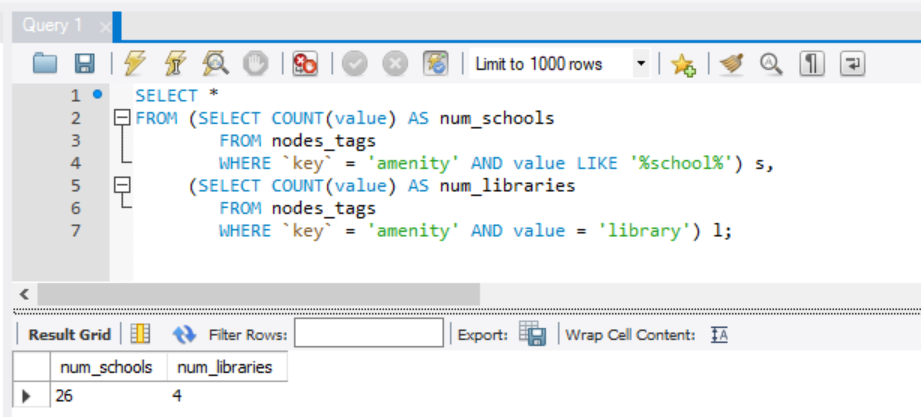 Query 1
Limit to 1000 rows
1 SELECT *
2 FROM (SELECT COUNT(value) AS num_schools
3 FROM nodes_tags
4 WHERE `key` = 'amenity' AND value LIKE '%school%') s,
5 (SELECT COUNT(value) AS num_libraries
6 FROM nodes_tags
7 WHERE `key` = 'amenity' AND value = 'library') l;
Result Grid Filter Rows: Export: Wrap Cell Content: IA
num_schools num_libraries
26 4